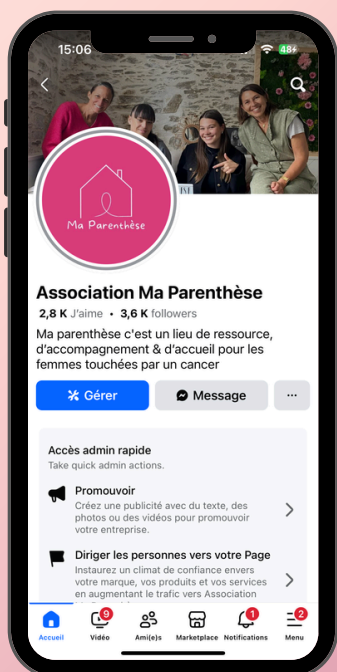 15:06
48
Ma Parenthèse
Association Ma Parenthèse
2,8 K J'aime • 3,6 K followers
Ma parenthèse c'est un lieu de ressource,
d'accompagnement & d'accueil pour les
femmes touchées par un cancer
Gérer
Message
...
Accès admin rapide
Take quick admin actions.
Promouvoir
Créez une publicité avec du texte, des
photos ou des vidéos pour promouvoir
votre entreprise.
Diriger les personnes vers votre Page
Instaurez un climat de confiance envers
votre marque, vos produits et vos services
en augmentant le trafic vers Association
9
1
2
Accueil
Vidéo
Ami(e)s
Marketplace
Notifications
Menu